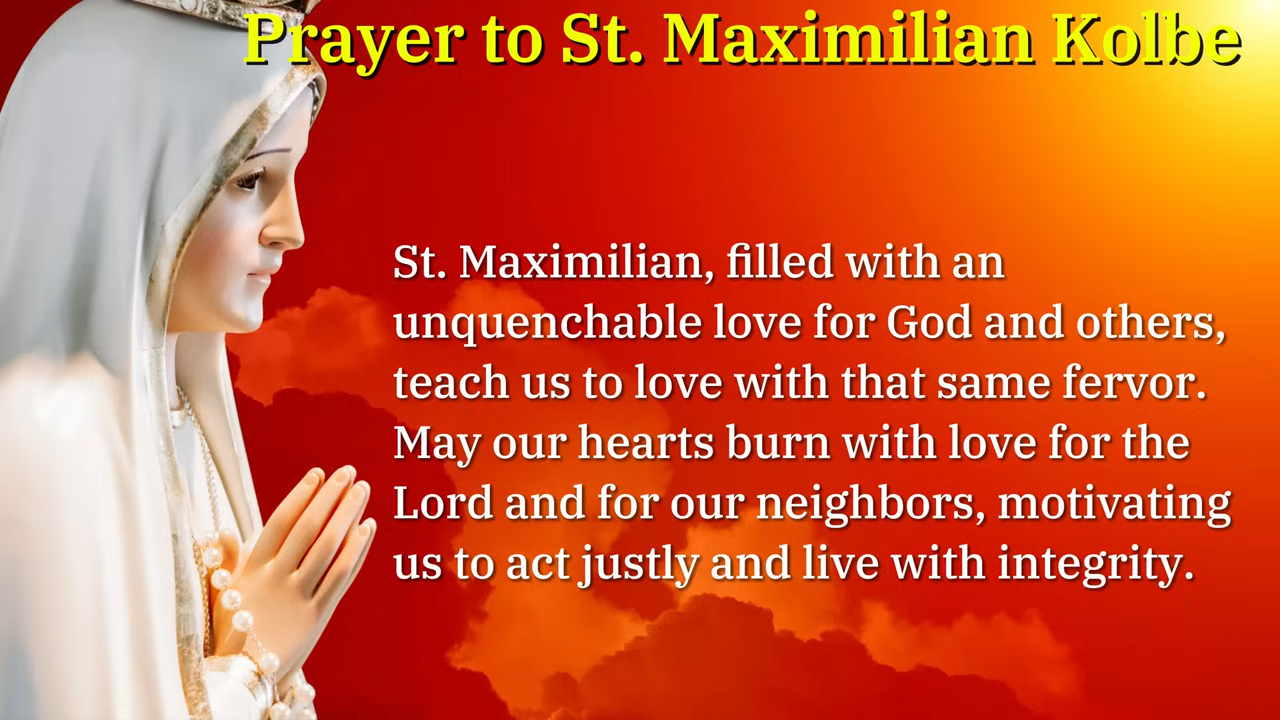 Prayer to St. Maximilian Kolbe
St. Maximilian, filled with an
unquenchable love for God and others,
teach us to love with that same fervor.
May our hearts burn with love for the
Lord and for our neighbors, motivating
us to act justly and live with integrity.